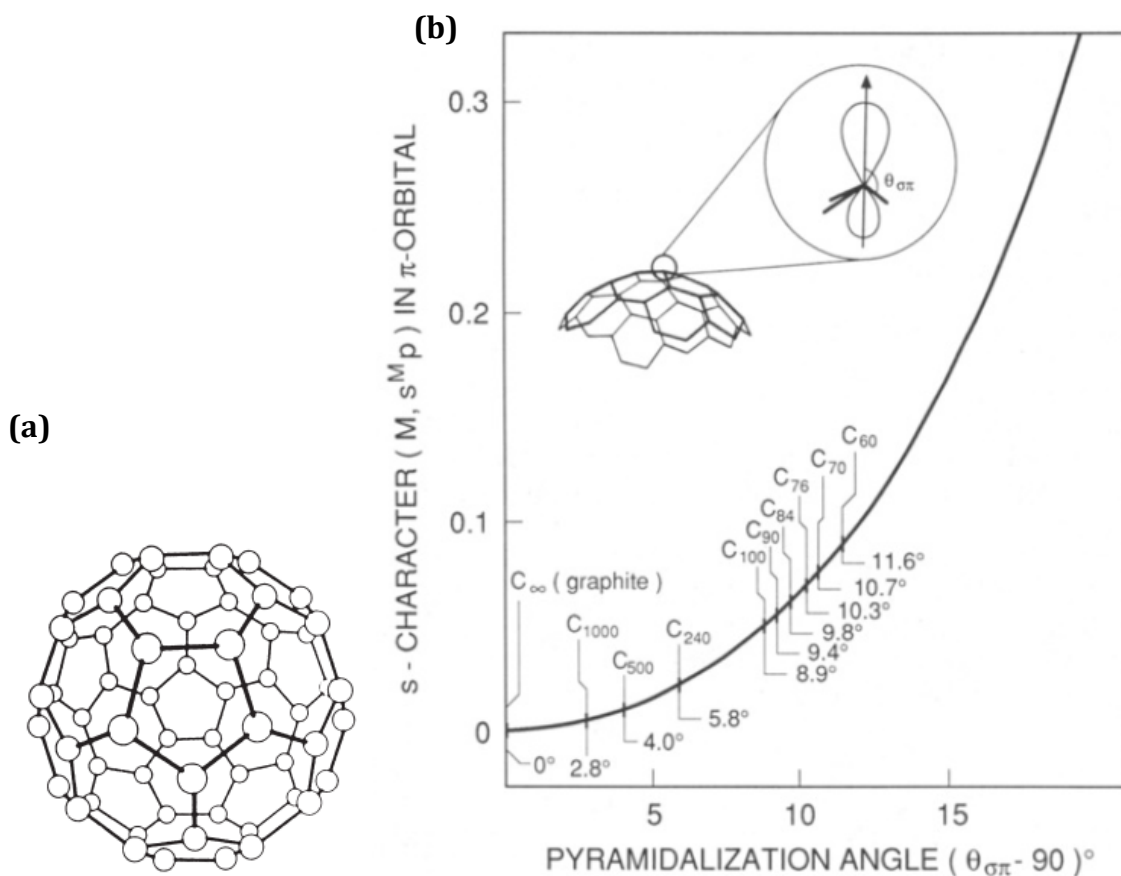 (b)
0.3
0.2
0.1
0
s - CHARACTER ( M, s^M p ) IN π-ORBITAL
θσπ
(a)
C60
C70
C76
C84
C90
C100
C∞ ( graphite )
C1000
C500
C240
11.6°
10.7°
10.3°
9.8°
9.4°
8.9°
5.8°
4.0°
2.8°
0°
5 10 15
PYRAMIDALIZATION ANGLE ( θσπ - 90 )°